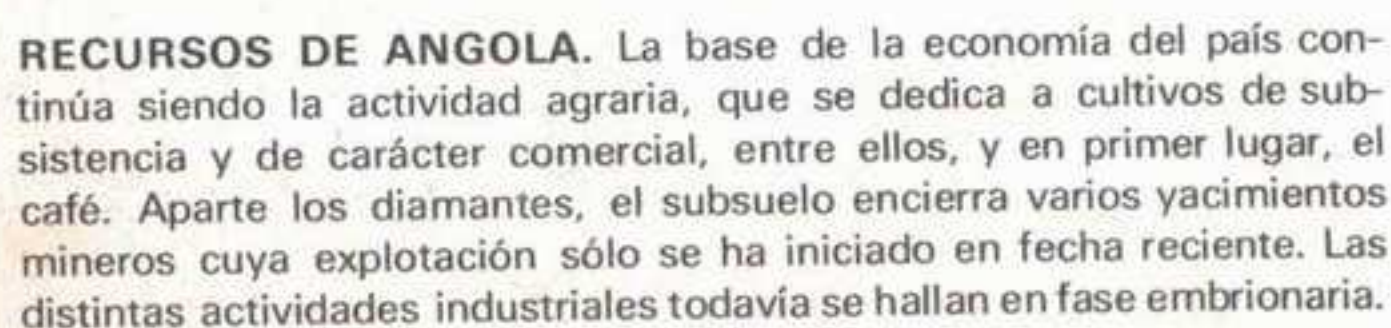 RECURSOS DE ANGOLA. La base de la economía del país con-
tinúa siendo la actividad agraria, que se dedica a cultivos de sub-
sistencia y de carácter comercial, entre ellos, y en primer lugar, el
café. Aparte los diamantes, el subsuelo encierra varios yacimientos
mineros cuya explotación sólo se ha iniciado en fecha reciente. Las
distintas actividades industriales todavía se hallan en fase embrionaria.